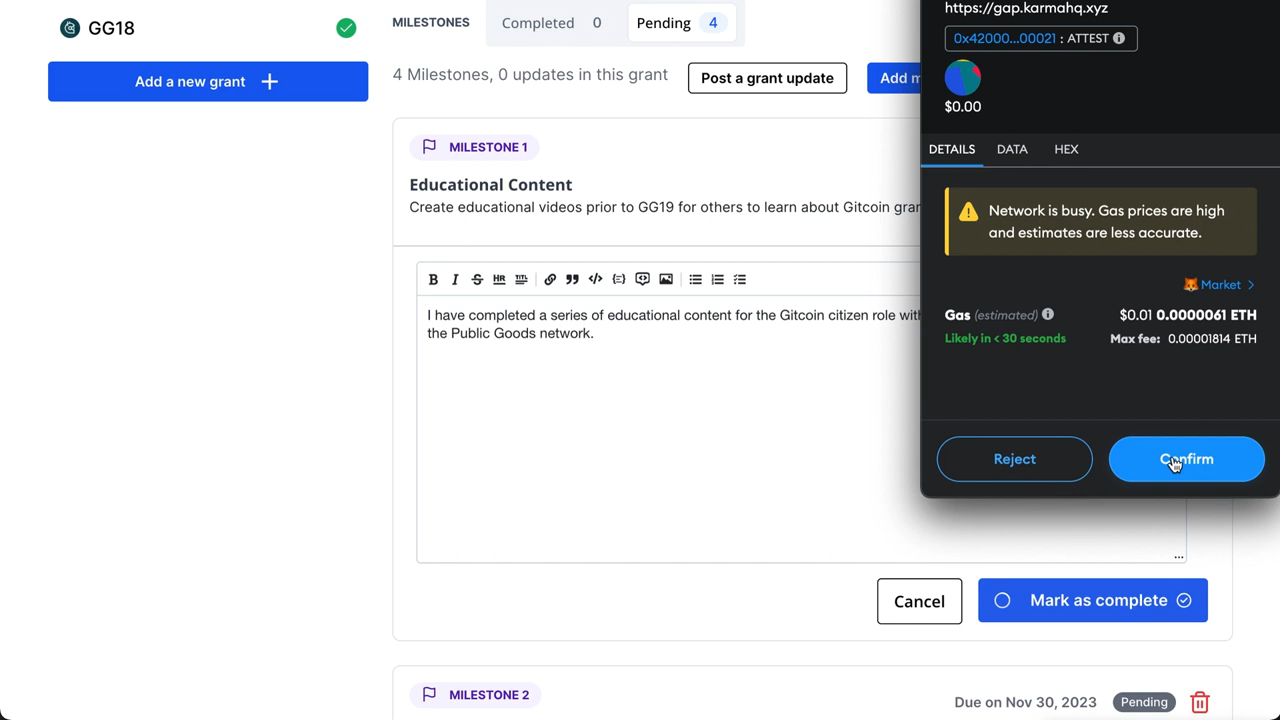 GG18
Add a new grant
MILESTONES
Completed 0
Pending 4
4 Milestones, 0 updates in this grant
Post a grant update
Add
MILESTONE 1
Educational Content
Create educational videos prior to GG19 for others to learn about Gitcoin
B I S HR TITL
I have completed a series of educational content for the Gitcoin citizen role
the Public Goods network.
...
Cancel
Mark as complete
MILESTONE 2
Due on Nov 30, 2023
Pending
https://gap.karmahq.xyz
0x42000...00021 : ATTEST
$0.00
DETAILS
DATA
HEX
Network is busy. Gas prices are high
and estimates are less accurate.
Market >
Gas (estimated) $0.01 0.0000061 ETH
Likely in < 30 seconds Max fee: 0.00001814 ETH
Reject
Confirm